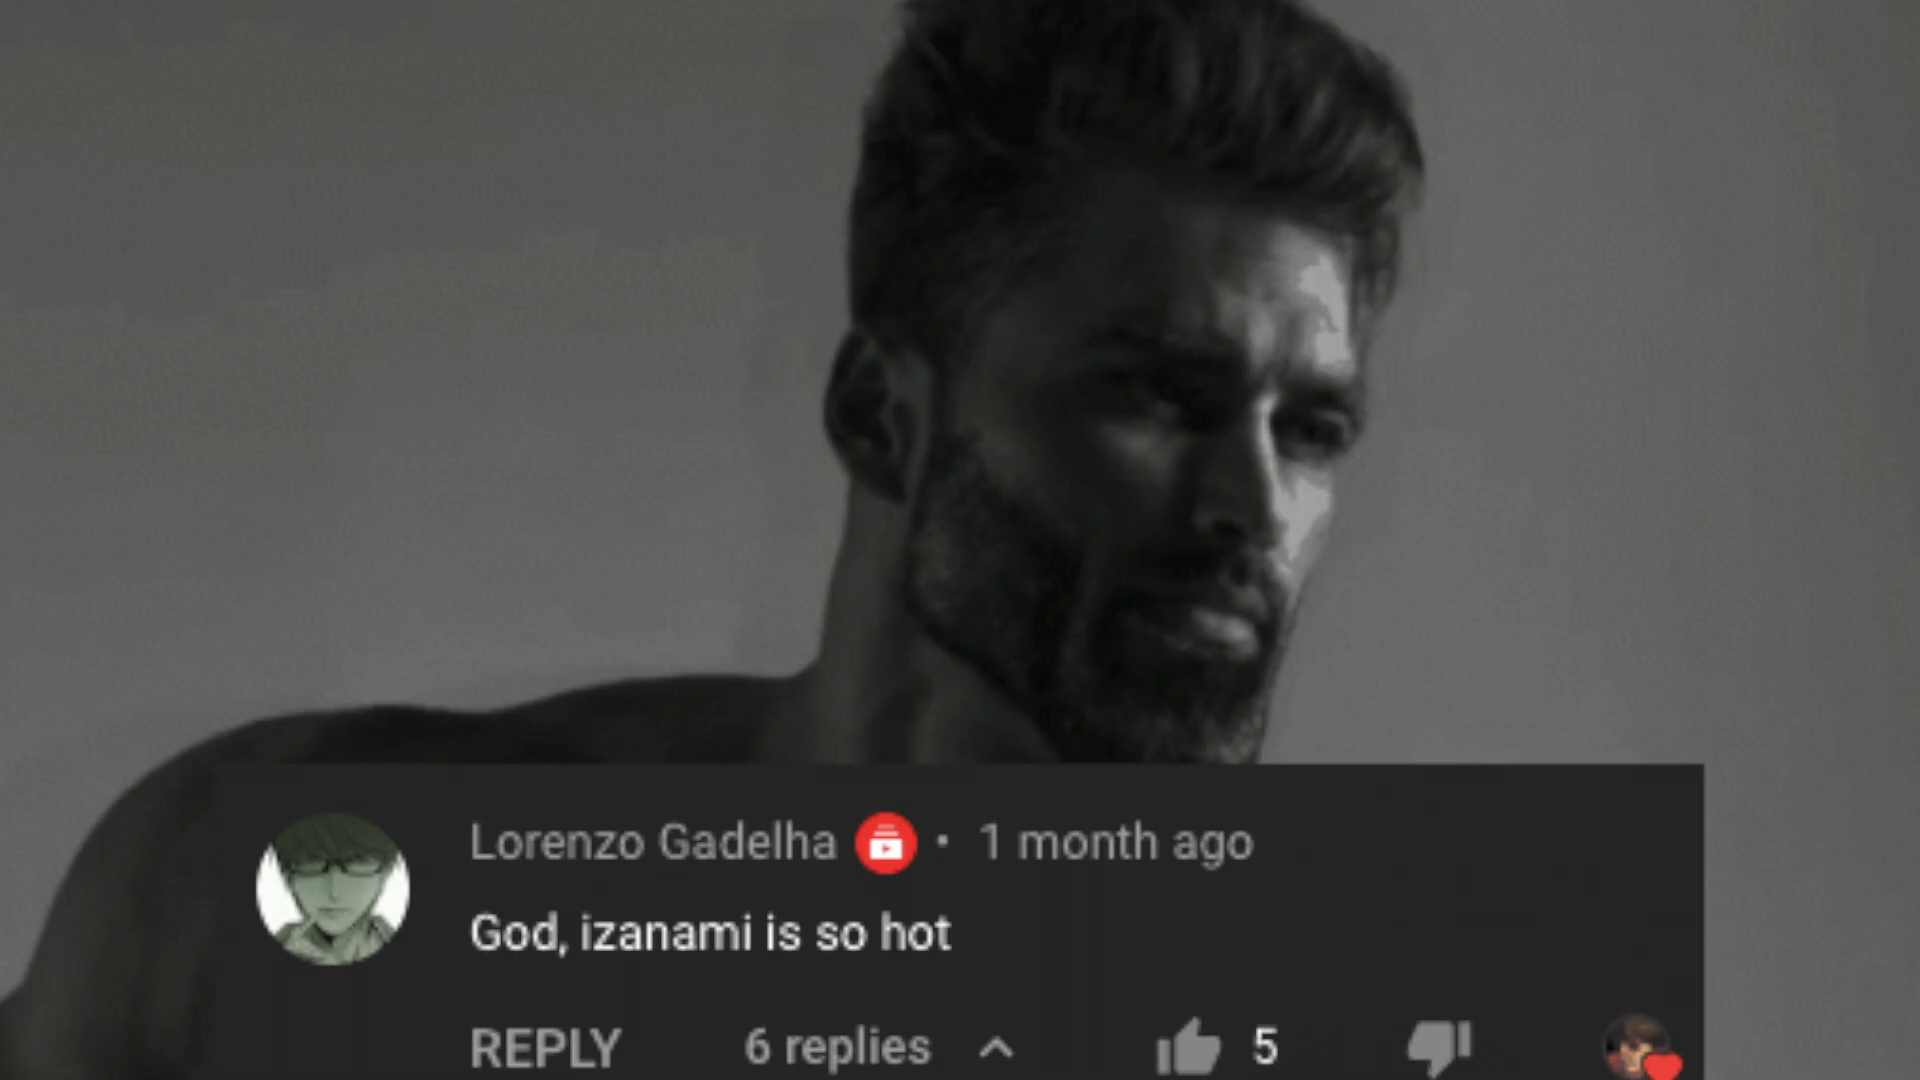 Lorenzo Gadelha • 1 month ago
God, izanami is so hot
REPLY 6 replies 5